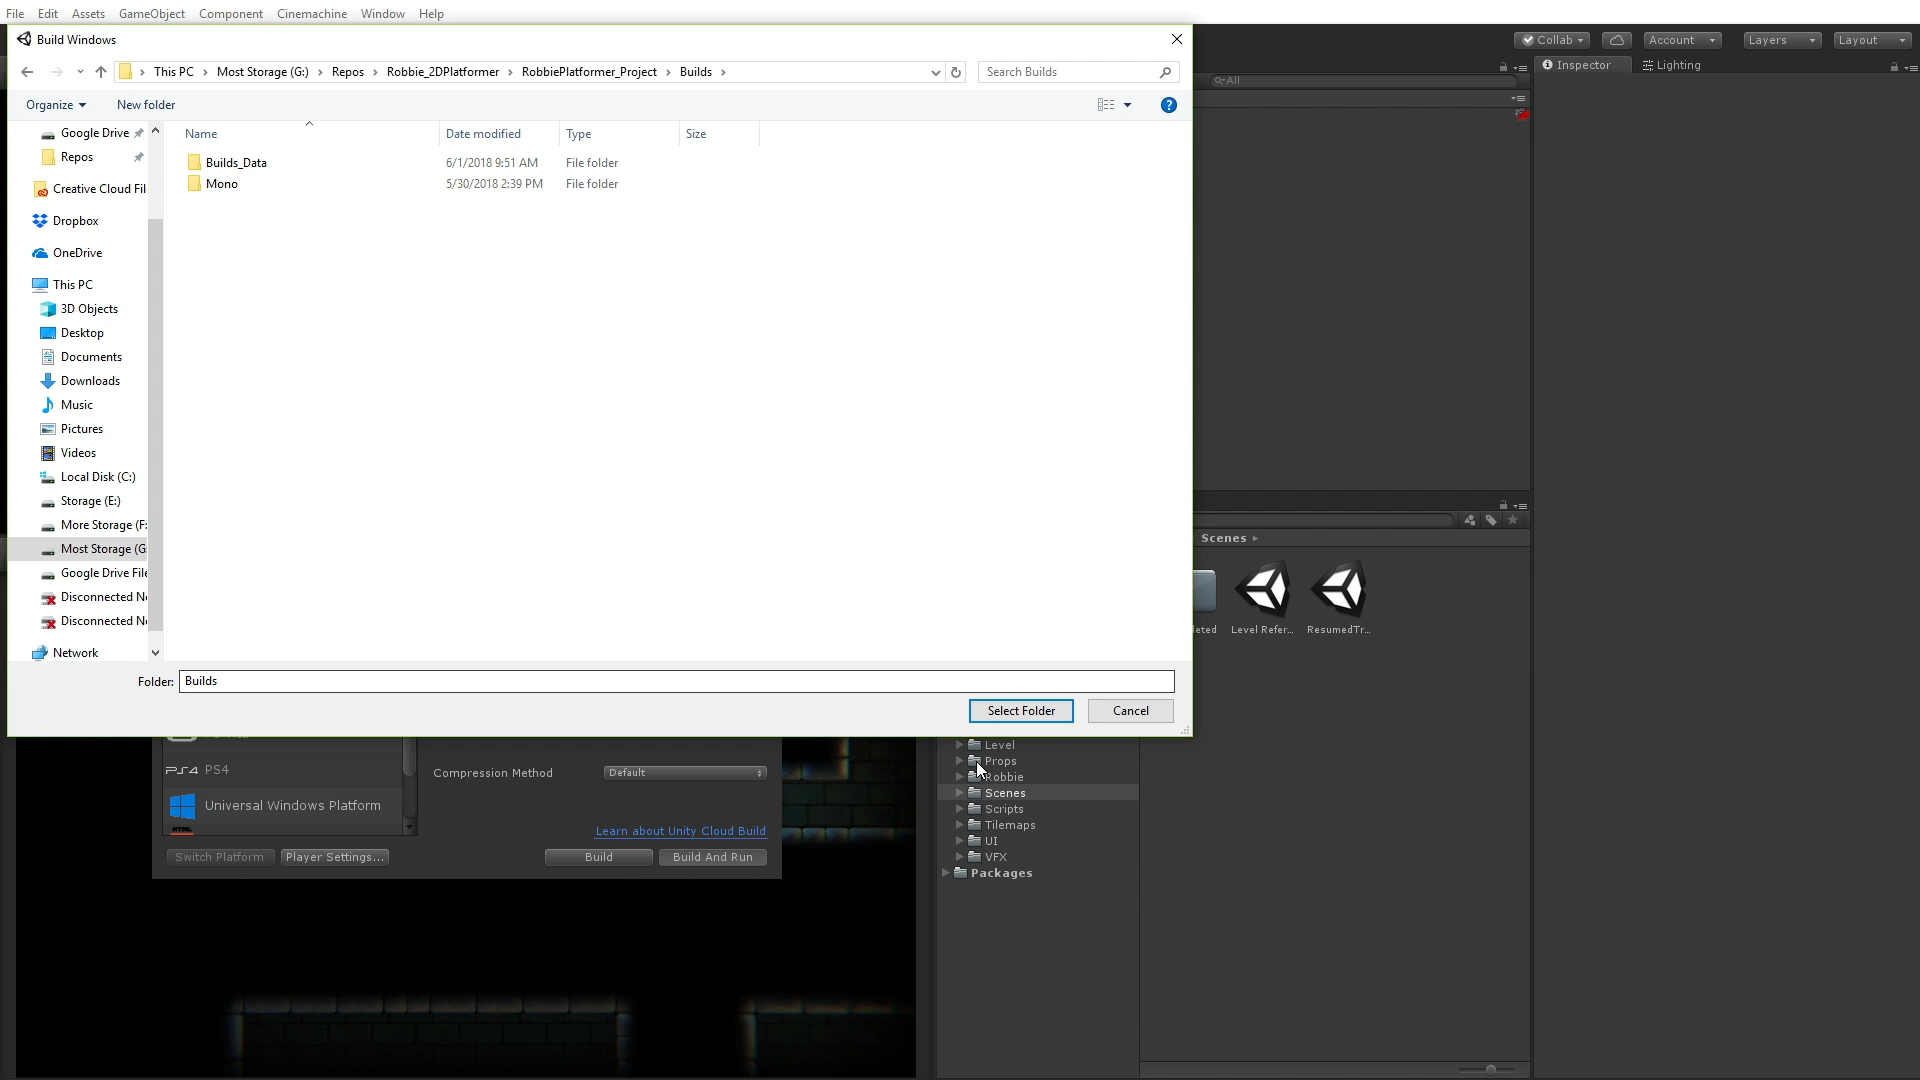 File Edit Assets GameObject Component Cinemachine Window Help
Build Windows
Collab Account Layers Layout
This PC Most Storage (G:) Repos Robbie_2DPlatformer RobbiePlatformer_Project Builds Search Builds
Inspector Lighting
All
Organize New folder
Name Date modified Type Size
Google Drive
Repos
Creative Cloud Fil
Dropbox
OneDrive
This PC
3D Objects
Desktop
Documents
Downloads
Music
Pictures
Videos
Local Disk (C:)
Storage (E:)
More Storage (F:
Most Storage (G:
Google Drive File
Disconnected Ne
Disconnected Ne
Network
Builds_Data 6/1/2018 9:51 AM File folder
Mono 5/30/2018 2:39 PM File folder
Folder: Builds
Select Folder Cancel
Scenes
leted Level Refer... ResumedTr...
PS4 PS4
Universal Windows Platform
HTML
Compression Method Default
Learn about Unity Cloud Build
Switch Platform Player Settings... Build Build And Run
Level
Props
Robbie
Scenes
Scripts
Tilemaps
UI
VFX
Packages